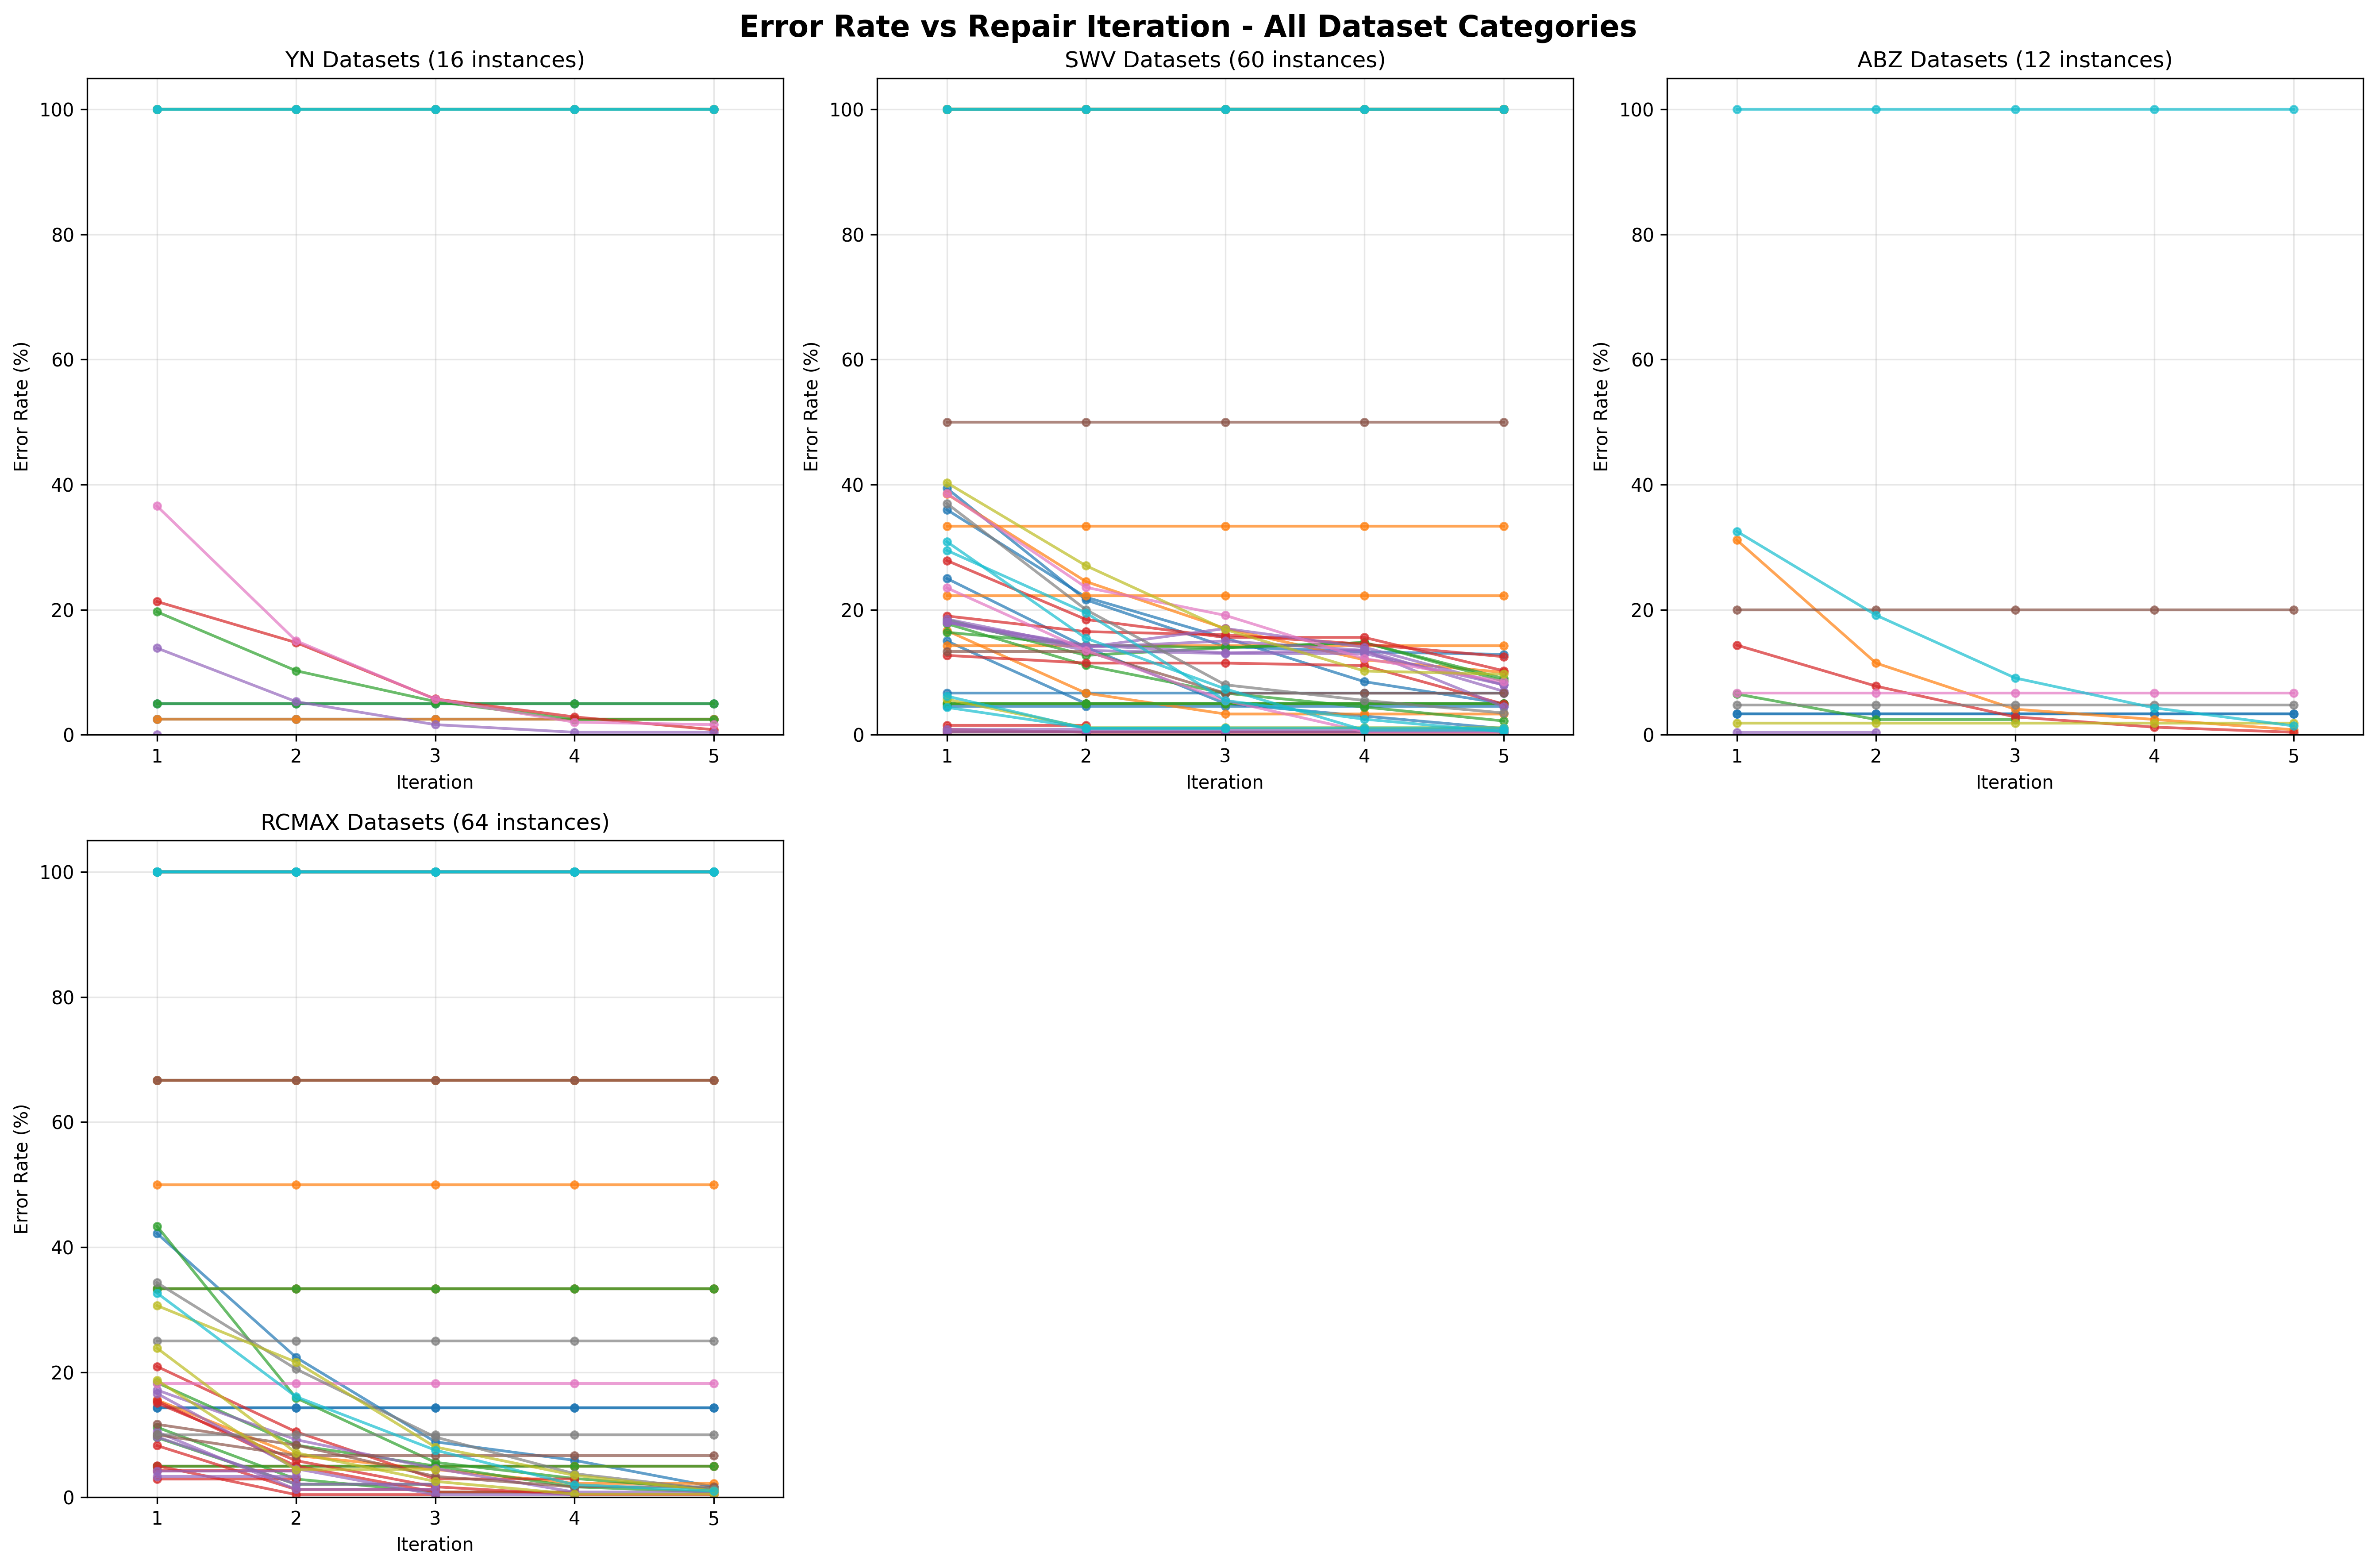 Error Rate vs Repair Iteration - All Dataset Categories
YN Datasets (16 instances)
100
80
60
40
20
0
Error Rate (%)
1 2 3 4 5
Iteration
SWV Datasets (60 instances)
100
80
60
40
20
0
Error Rate (%)
1 2 3 4 5
Iteration
ABZ Datasets (12 instances)
100
80
60
40
20
0
Error Rate (%)
1 2 3 4 5
Iteration
RCMAX Datasets (64 instances)
100
80
60
40
20
0
Error Rate (%)
1 2 3 4 5
Iteration